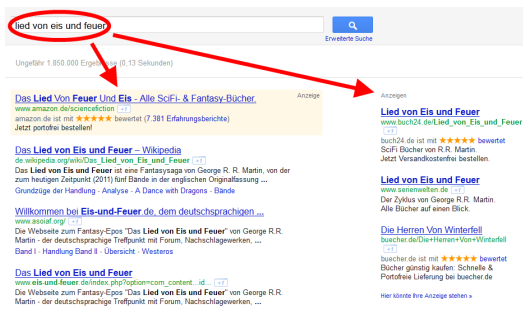 lied von eis und feuer
Erweiterte Suche
Ungefähr 1.850.000 Ergebnisse (0,13 Sekunden)
Das Lied Von Feuer Und Eis - Alle SciFi- & Fantasy-Bücher.
Anzeige
www.amazon.de/sciencefiction +1
amazon.de ist mit ★★★★★ bewertet (7.381 Erfahrungsberichte)
Jetzt portofrei bestellen!
Das Lied von Eis und Feuer – Wikipedia
de.wikipedia.org/wiki/Das_Lied_von_Eis_und_Feuer +1
Das Lied von Eis und Feuer ist eine Fantasysaga von George R. R. Martin, von der
zum heutigen Zeitpunkt (2011) fünf Bände in der englischen Originalfassung ...
Grundzüge der Handlung - Analyse - A Dance with Dragons - Bände
Willkommen bei Eis-und-Feuer.de, dem deutschsprachigen ...
www.asoiaf.org/ +1
Die Webseite zum Fantasy-Epos "Das Lied von Eis und Feuer" von George R.R.
Martin - der deutschsprachige Treffpunkt mit Forum, Nachschlagewerken, ...
Band I - Handlung Band II - Übersicht - Westeros
Das Lied von Eis und Feuer
www.eis-und-feuer.de/index.php?option=com_content...id... +1
Die Webseite zum Fantasy-Epos "Das Lied von Eis und Feuer" von George R.R.
Martin - der deutschsprachige Treffpunkt mit Forum, Nachschlagewerken, ...
Anzeigen
Lied von Eis und Feuer
www.buch24.de/Lied_von_Eis_und_Feuer
+1
buch24.de ist mit ★★★★★ bewertet
SciFi Bücher von R.R. Martin.
Jetzt Versandkostenfrei bestellen.
Lied von Eis und Feuer
www.serienwelten.de +1
Der Zyklus von George R.R. Martin.
Alle Bücher auf einen Blick.
Die Herren Von Winterfell
buecher.de/Die+Herren+Von+Winterfell
+1
buecher.de ist mit ★★★★★ bewertet
Bücher günstig kaufen: Schnelle &
Portofreie Lieferung bei buecher.de
Hier könnte Ihre Anzeige stehen »